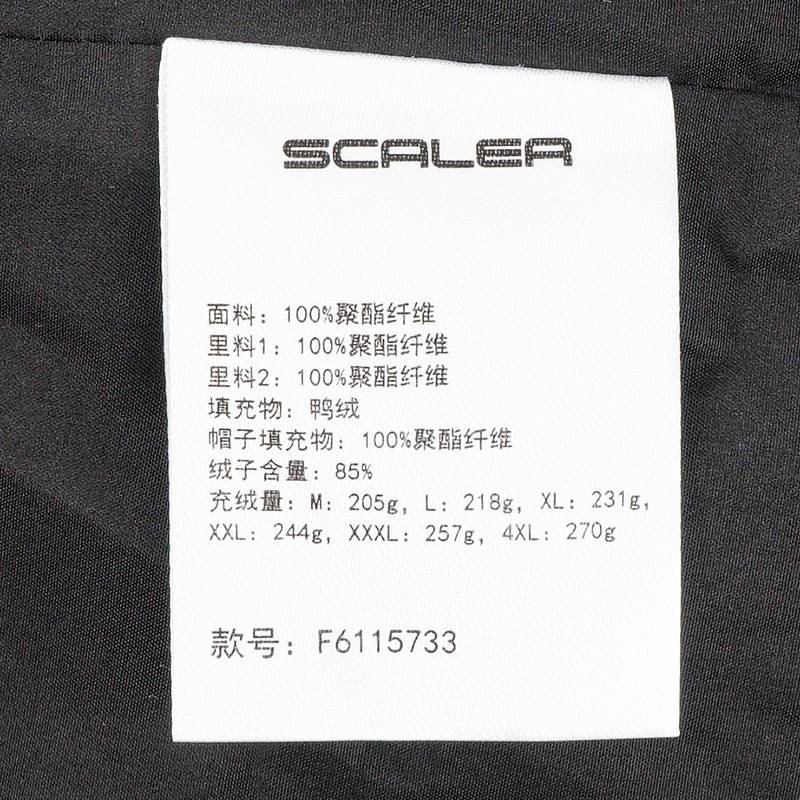 SCALER
面料：100%聚酯纤维
里料1：100%聚酯纤维
里料2：100%聚酯纤维
填充物：鸭绒
帽子填充物：100%聚酯纤维
绒子含量：85%
充绒量：M：205g，L：218g，XL：231g，
XXL：244g，XXXL：257g，4XL：270g
款号：F6115733